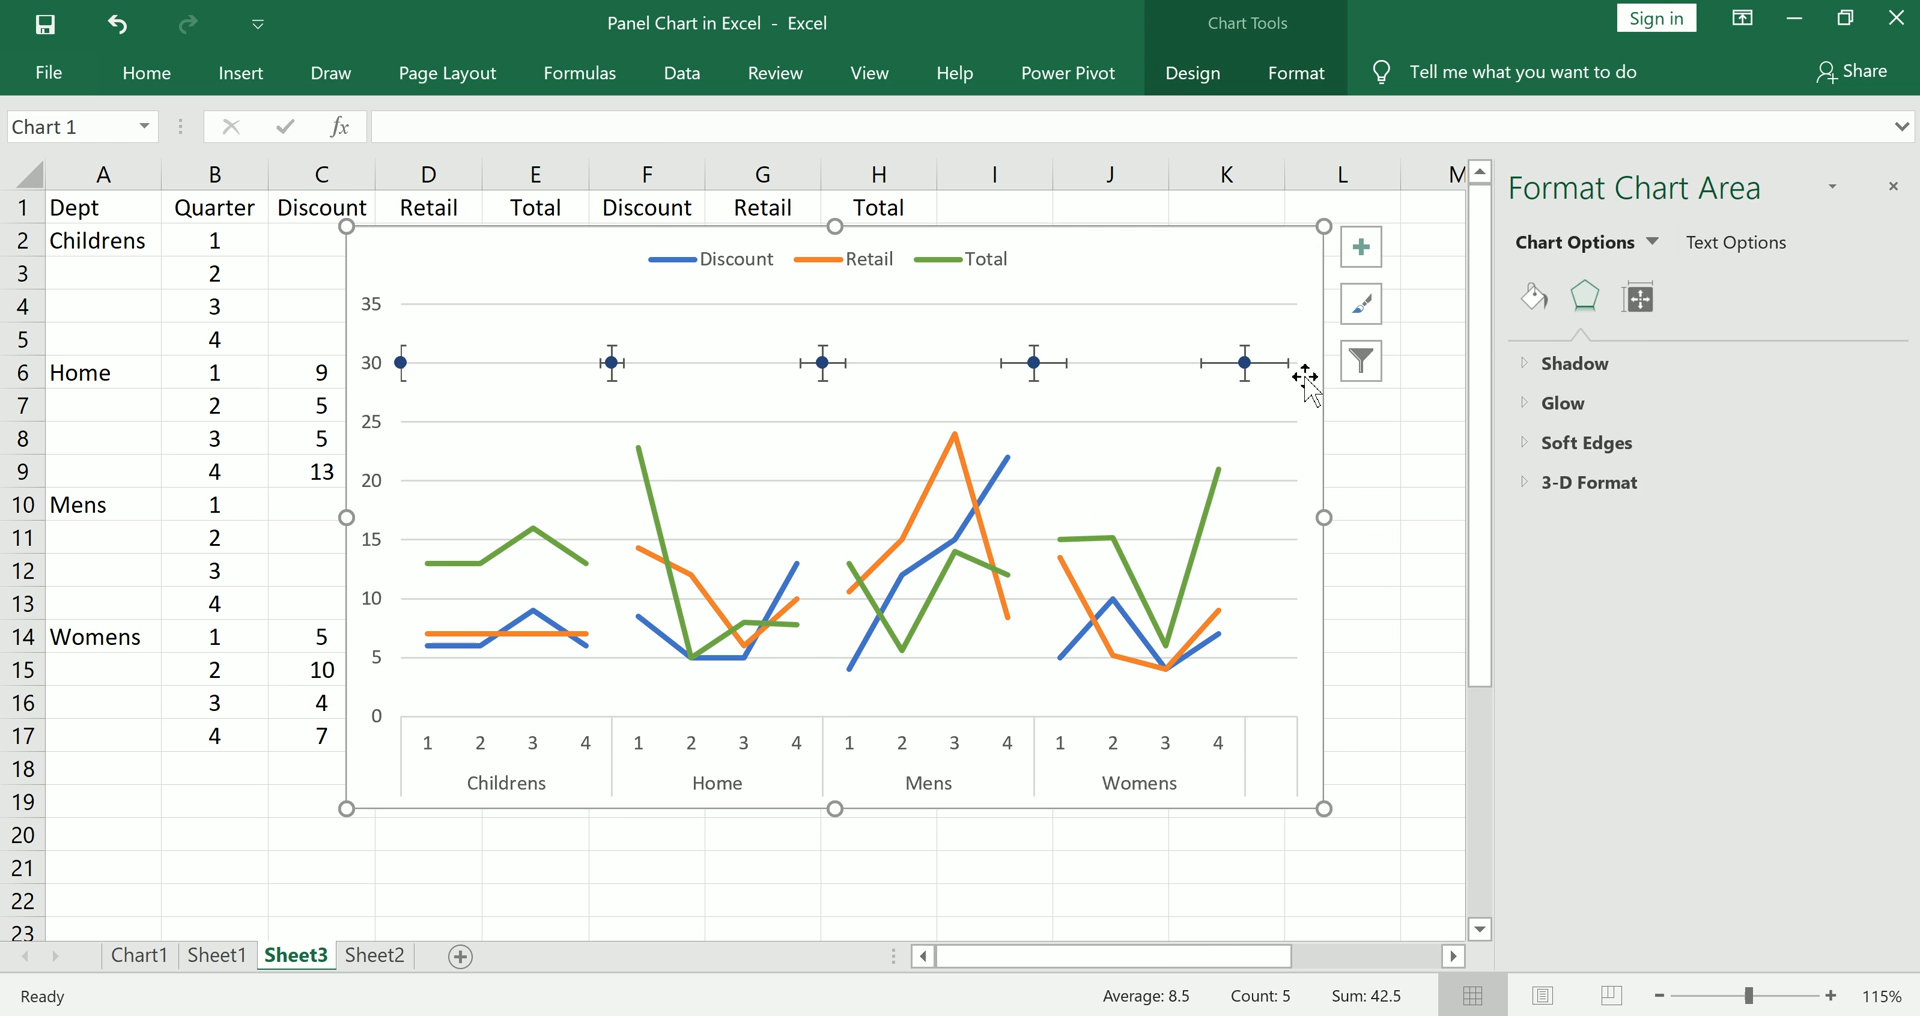 Panel Chart in Excel - Excel
Chart Tools
Sign in
File Home Insert Draw Page Layout Formulas Data Review View Help Power Pivot Design Format Tell me what you want to do Share
Chart 1 fx
A B C D E F G H I J K L M
1 Dept Quarter Discount Retail Total Discount Retail Total
2 Childrens 1
3 2
4 3
5 4
6 Home 1 9
7 2 5
8 3 5
9 4 13
10 Mens 1
11 2
12 3
13 4
14 Womens 1 5
15 2 10
16 3 4
17 4 7
18
19
20
21
22
23
Discount Retail Total
35
30
25
20
15
10
5
0
1 2 3 4 1 2 3 4 1 2 3 4 1 2 3 4
Childrens Home Mens Womens
Format Chart Area
Chart Options Text Options
Shadow
Glow
Soft Edges
3-D Format
Chart1 Sheet1 Sheet3 Sheet2
Ready Average: 8.5 Count: 5 Sum: 42.5 115%